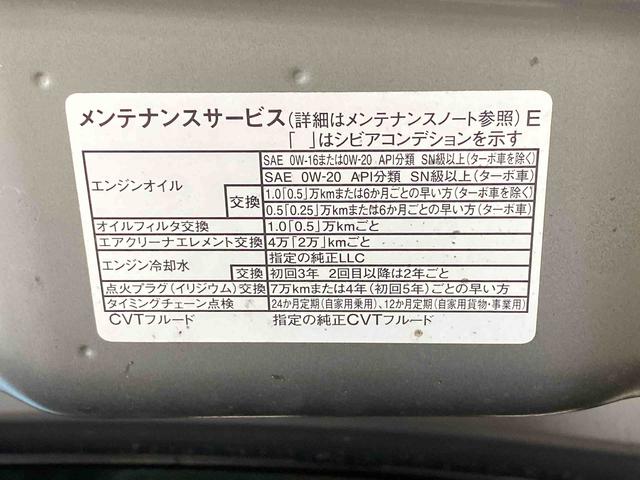 メンテナンスサービス(詳細はメンテナンスノート参照) E
「 」はシビアコンデションを示す
エンジンオイル
SAE 0W-16または0W-20 API分類 SN級以上(ターボ車を除く)
SAE 0W-20 API分類 SN級以上(ターボ車)
交換 1.0「0.5」万kmまたは6か月ごとの早い方(ターボ車を除く)
0.5「0.25」万kmまたは6か月ごとの早い方(ターボ車)
オイルフィルタ交換 1.0「0.5」万kmごと
エアクリーナエレメント交換 4万「2万」kmごと
エンジン冷却水 指定の純正LLC
交換 初回3年 2回目以降は2年ごと
点火プラグ(イリジウム)交換 7万kmまたは4年(初回5年)ごとの早い方
タイミングチェーン点検 24か月定期(自家用乗用)、12か月定期(自家用貨物・事業用)
CVTフルード 指定の純正CVTフルード